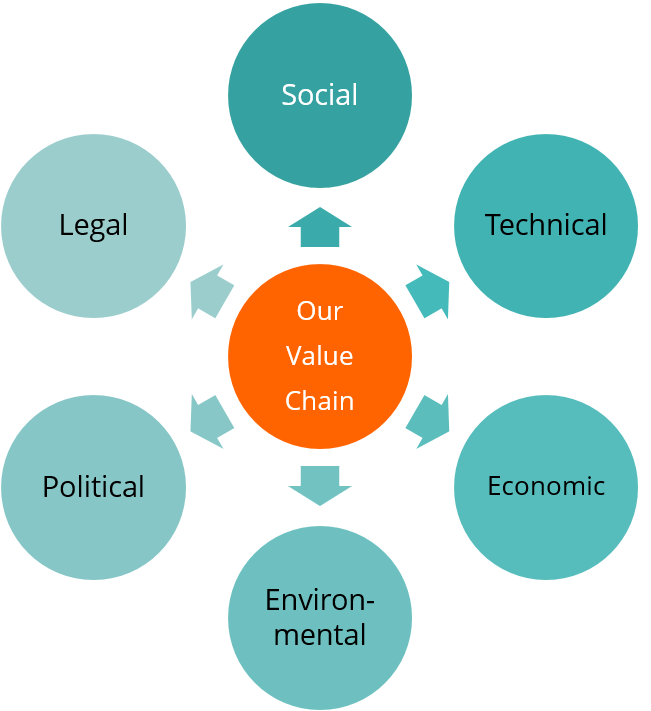 Social
Legal
Technical
Our
Value
Chain
Political
Economic
Environ-
mental